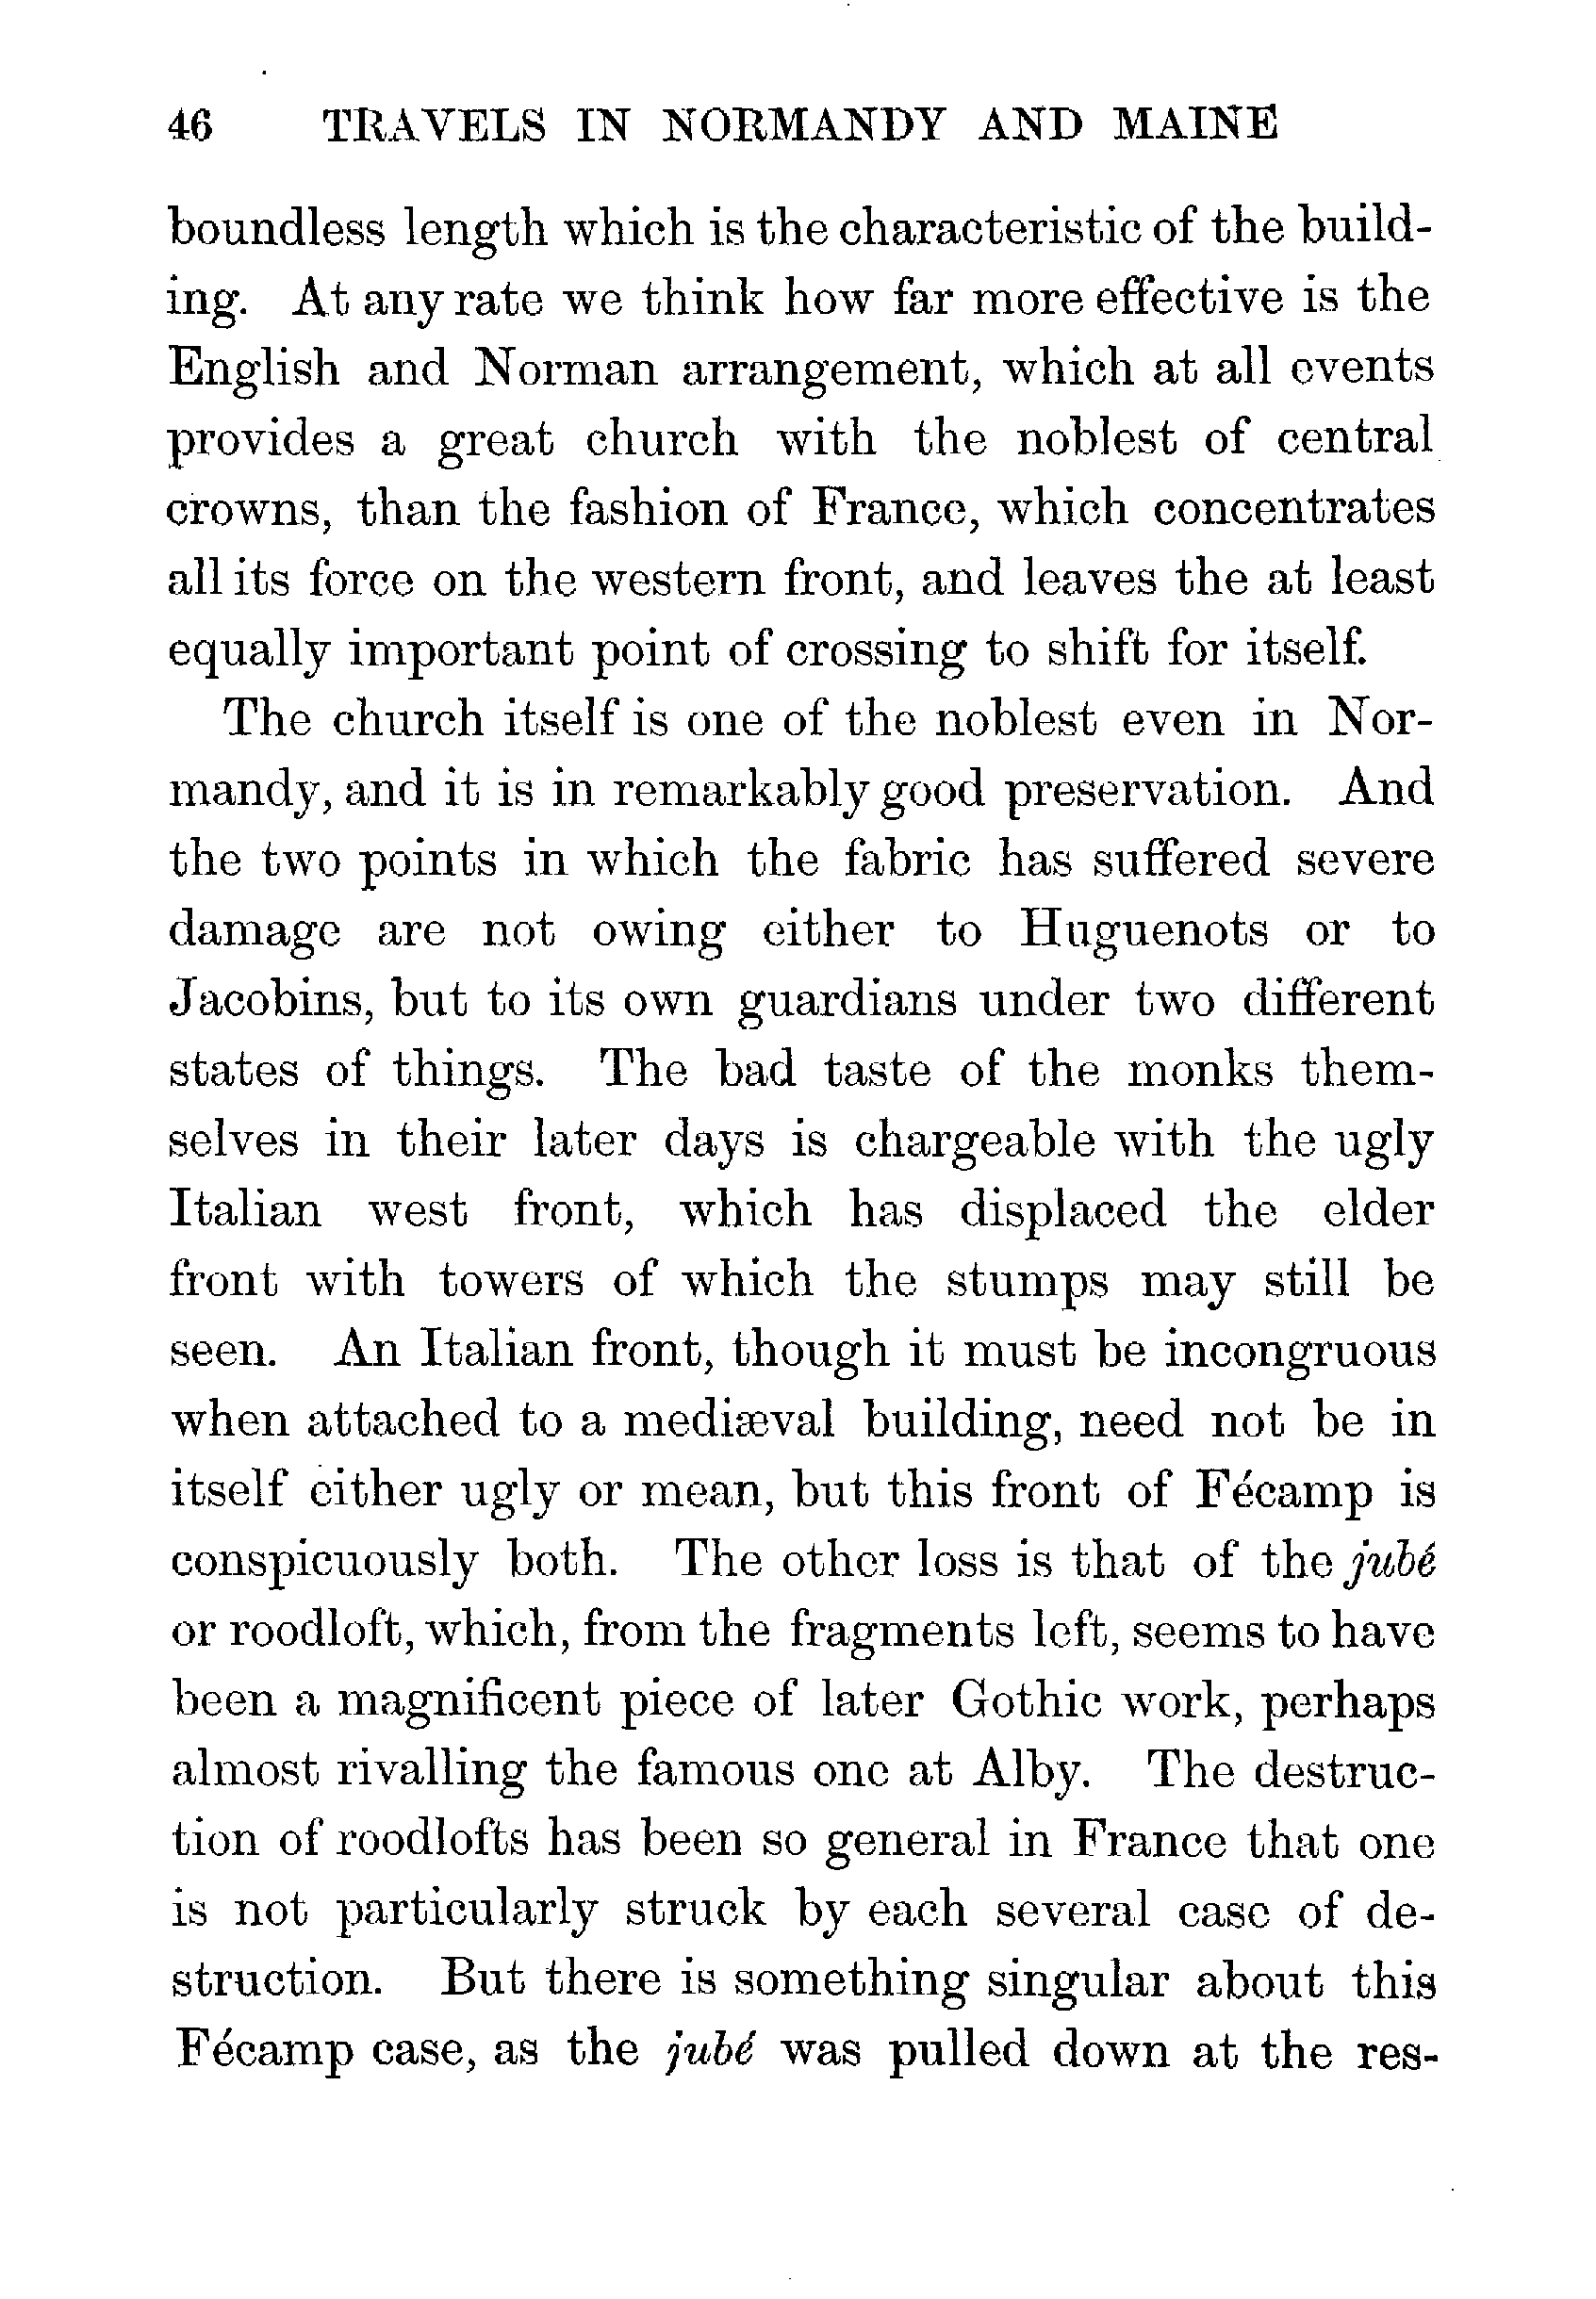 46 TRAVELS IN NORMANDY AND MAINE
boundless length which is the characteristic of the build-
ing. At any rate we think how far more effective is the
English and Norman arrangement, which at all events
provides a great church with the noblest of central
crowns, than the fashion of France, which concentrates
all its force on the western front, and leaves the at least
equally important point of crossing to shift for itself.
The church itself is one of the noblest even in Nor-
mandy, and it is in remarkably good preservation. And
the two points in which the fabric has suffered severe
damage are not owing either to Huguenots or to
Jacobins, but to its own guardians under two different
states of things. The bad taste of the monks them-
selves in their later days is chargeable with the ugly
Italian west front, which has displaced the elder
front with towers of which the stumps may still be
seen. An Italian front, though it must be incongruous
when attached to a mediæval building, need not be in
itself either ugly or mean, but this front of Fécamp is
conspicuously both. The other loss is that of the jubé
or roodloft, which, from the fragments left, seems to have
been a magnificent piece of later Gothic work, perhaps
almost rivalling the famous one at Alby. The destruc-
tion of roodlofts has been so general in France that one
is not particularly struck by each several case of de-
struction. But there is something singular about this
Fécamp case, as the jubé was pulled down at the res-